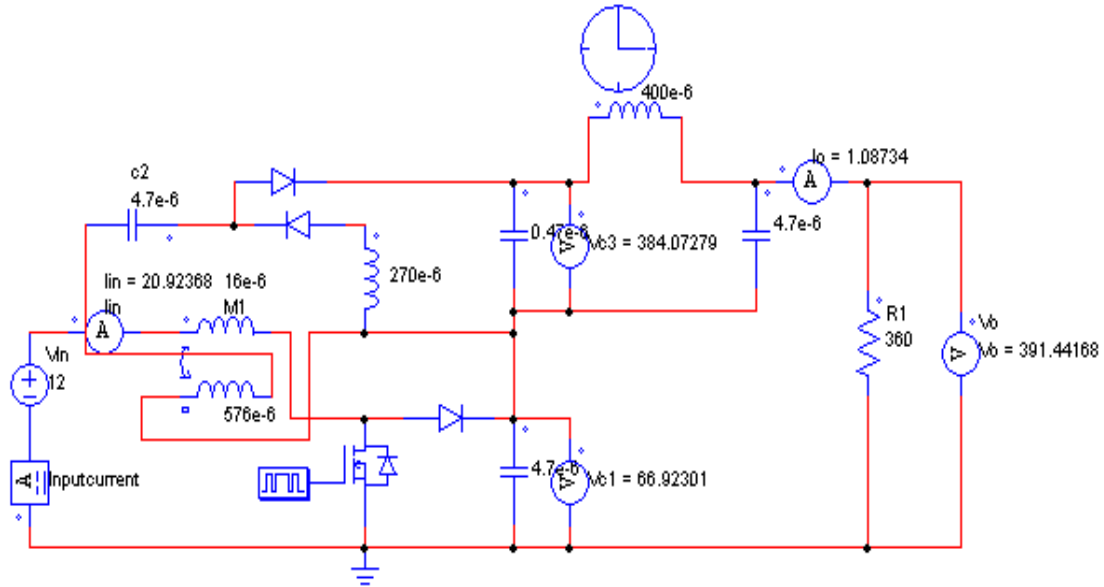 400e-6
Io = 1.08734
A
c2
4.7e-6
0.47e-6
V
Vc3 = 384.07279
4.7e-6
270e-6
Iin = 20.92368
16e-6
Iin
M1
A
R1
360
Vo
V
Vo = 391.44168
Vin
12
576e-6
4.7e-6
A
Inputcurrent
V
Vc1 = 66.92301